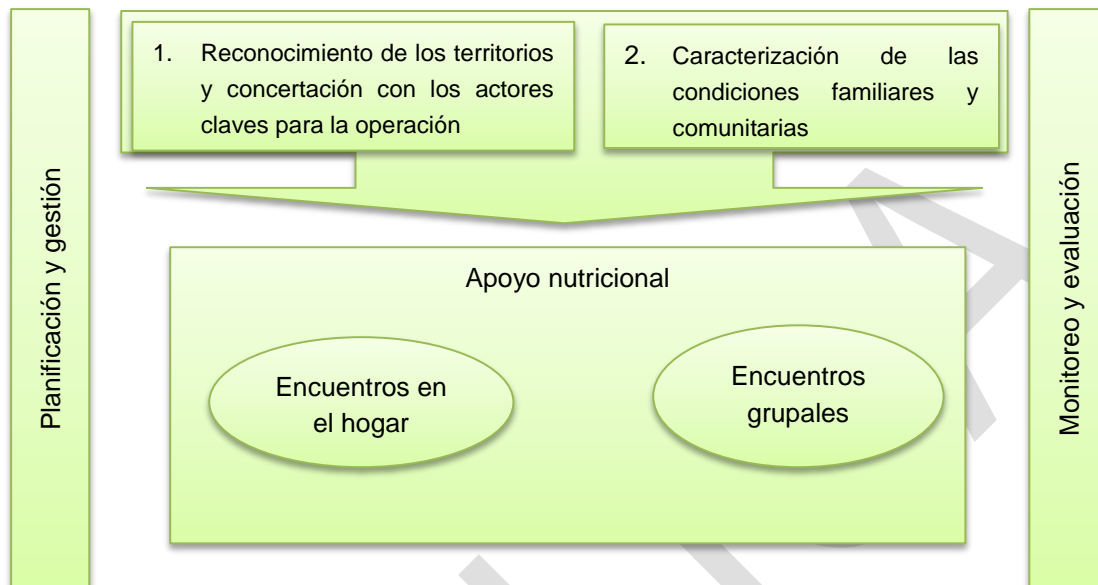 Planificación y gestión
1. Reconocimiento de los territorios
y concertación con los actores
claves para la operación
2. Caracterización de las
condiciones familiares y
comunitarias
Apoyo nutricional
Encuentros en
el hogar
Encuentros
grupales
Monitoreo y evaluación